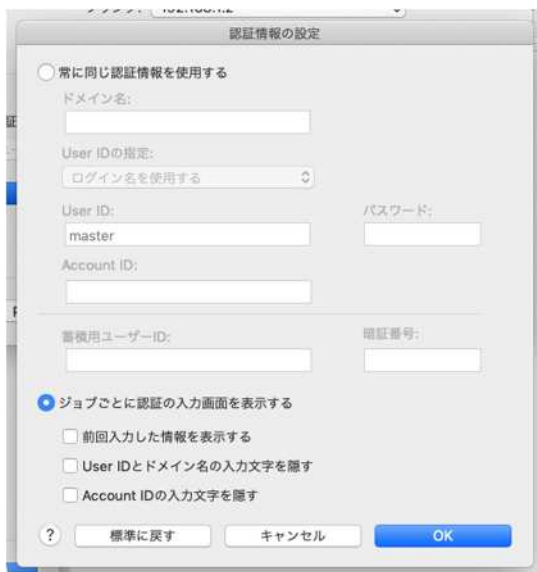 192.168.1.2
認証情報の設定
常に同じ認証情報を使用する
ドメイン名:
証
User IDの指定:
ログイン名を使用する
User ID:
パスワード:
master
Account ID:
蓄積用ユーザーID:
暗証番号:
ジョブごとに認証の入力画面を表示する
前回入力した情報を表示する
User IDとドメイン名の入力文字を隠す
Account IDの入力文字を隠す
?
標準に戻す
キャンセル
OK